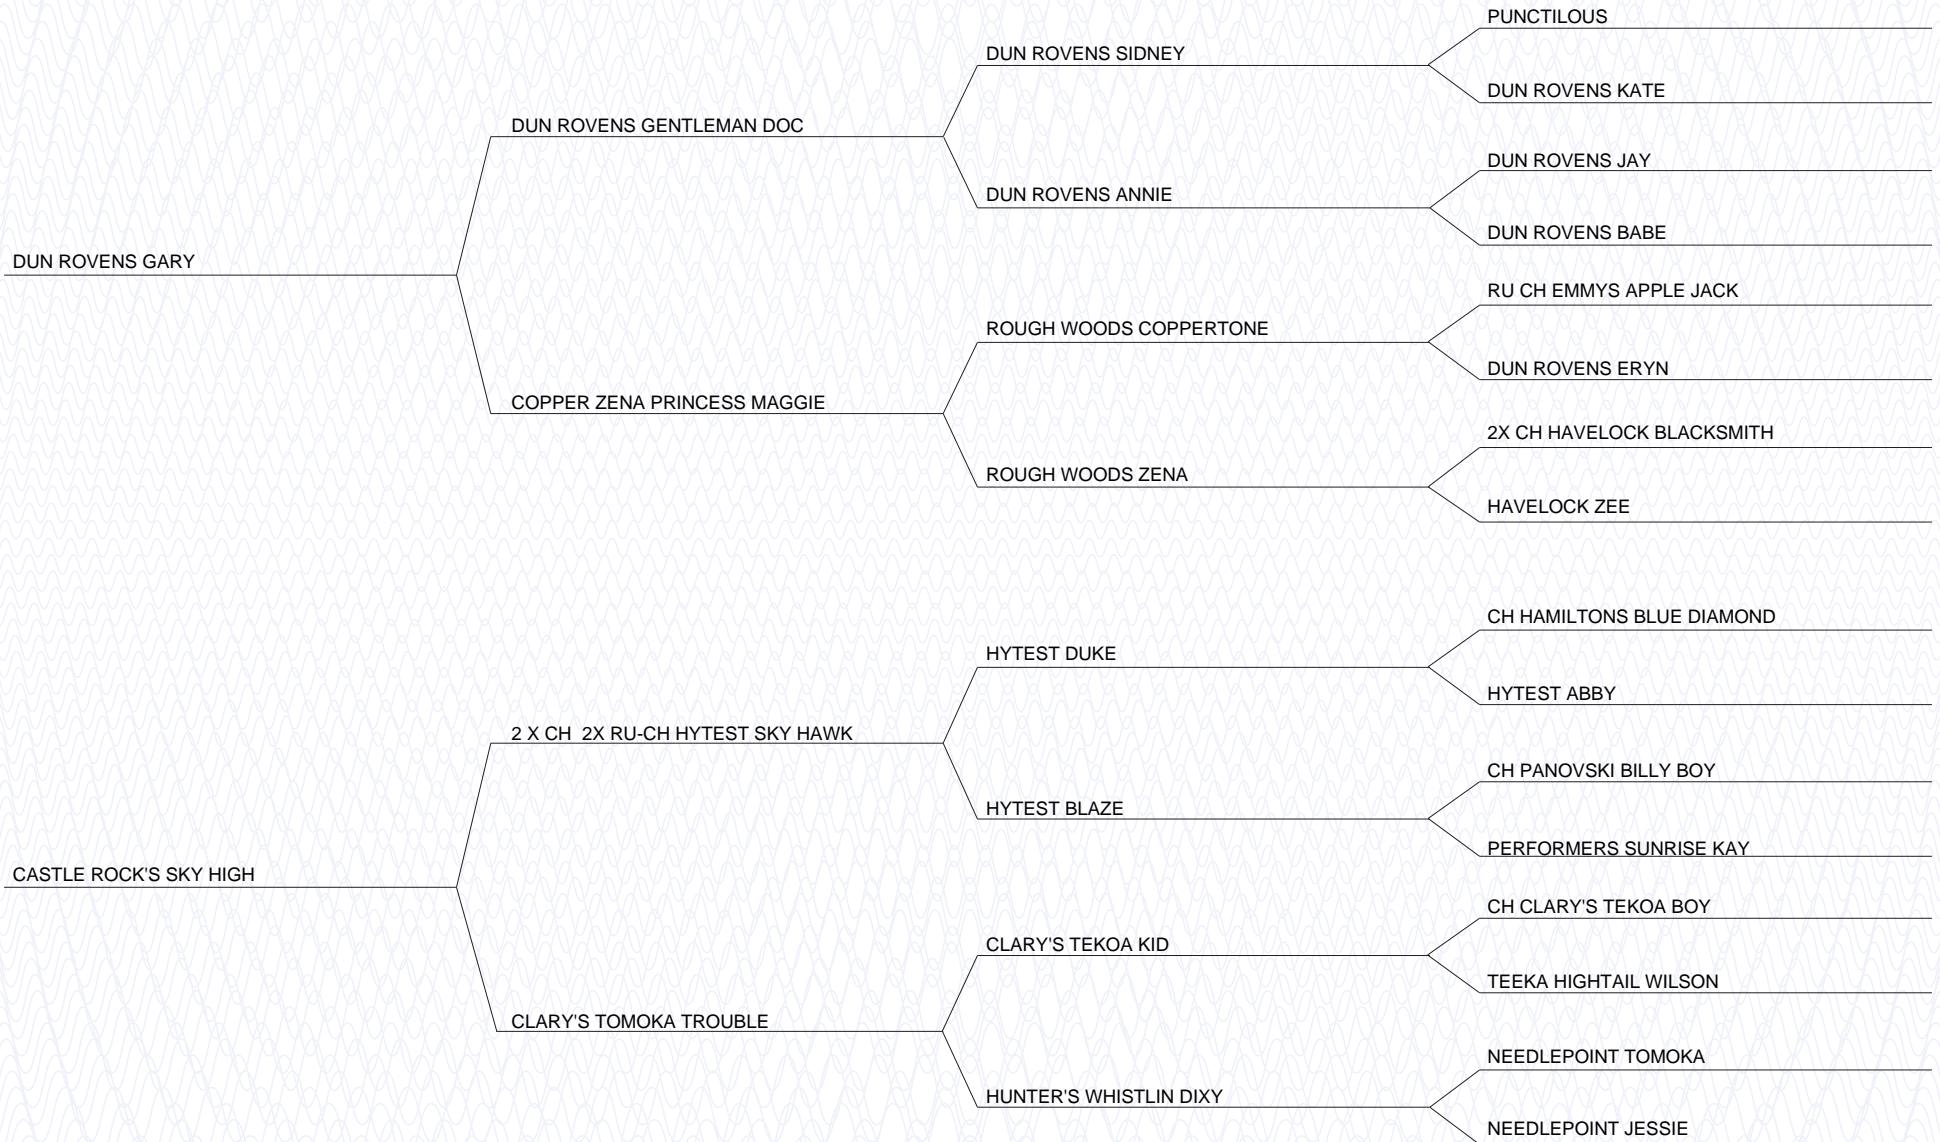 PUNCTILOUS
DUN ROVENS SIDNEY
DUN ROVENS KATE
DUN ROVENS GENTLEMAN DOC
DUN ROVENS JAY
DUN ROVENS ANNIE
DUN ROVENS BABE
DUN ROVENS GARY
RU CH EMMYS APPLE JACK
ROUGH WOODS COPPERTONE
DUN ROVENS ERYN
COPPER ZENA PRINCESS MAGGIE
2X CH HAVELOCK BLACKSMITH
ROUGH WOODS ZENA
HAVELOCK ZEE
CH HAMILTONS BLUE DIAMOND
HYTEST DUKE
HYTEST ABBY
2 X CH  2X RU-CH HYTEST SKY HAWK
CH PANOVSKI BILLY BOY
HYTEST BLAZE
PERFORMERS SUNRISE KAY
CASTLE ROCK'S SKY HIGH
CH CLARY'S TEKOA BOY
CLARY'S TEKOA KID
TEEKA HIGHTAIL WILSON
CLARY'S TOMOKA TROUBLE
NEEDLEPOINT TOMOKA
HUNTER'S WHISTLIN DIXY
NEEDLEPOINT JESSIE